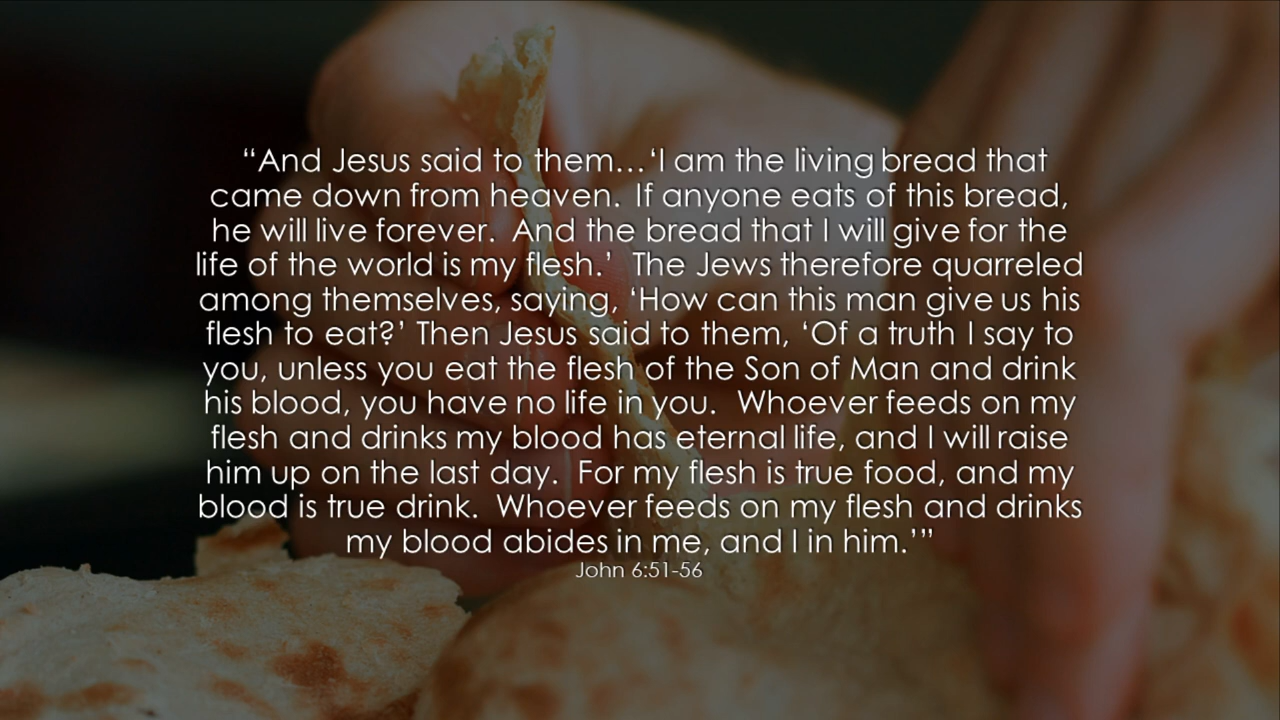 “And Jesus said to them…‘I am the living bread that
came down from heaven.  If anyone eats of this bread,
he will live forever.  And the bread that I will give for the
life of the world is my flesh.’  The Jews therefore quarreled
among themselves, saying, ‘How can this man give us his
flesh to eat?’ Then Jesus said to them, ‘Of a truth I say to
you, unless you eat the flesh of the Son of Man and drink
his blood, you have no life in you.  Whoever feeds on my
flesh and drinks my blood has eternal life, and I will raise
him up on the last day.  For my flesh is true food, and my
blood is true drink.  Whoever feeds on my flesh and drinks
my blood abides in me, and I in him.’”
John 6:51-56